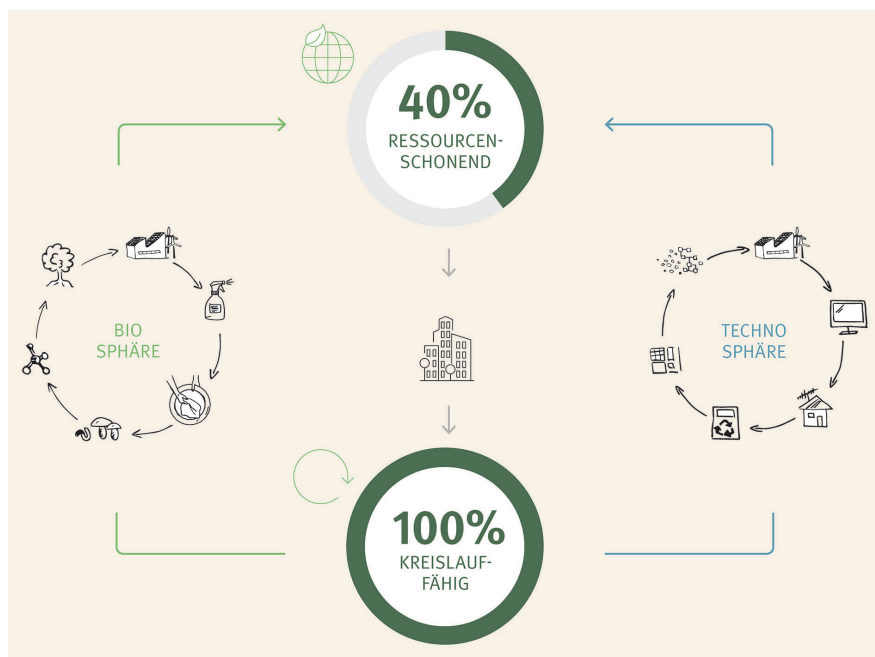 40%
RESSOURCEN-
SCHONEND
BIO
SPHÄRE
TECHNO
SPHÄRE
100%
KREISLAUF-
FÄHIG